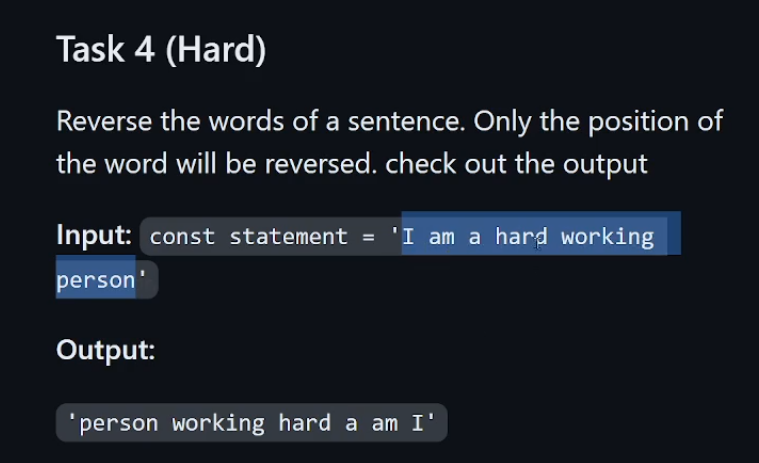 Task 4 (Hard)
Reverse the words of a sentence. Only the position of
the word will be reversed. check out the output
Input: const statement = 'I am a hard working
person'
Output:
'person working hard a am I'